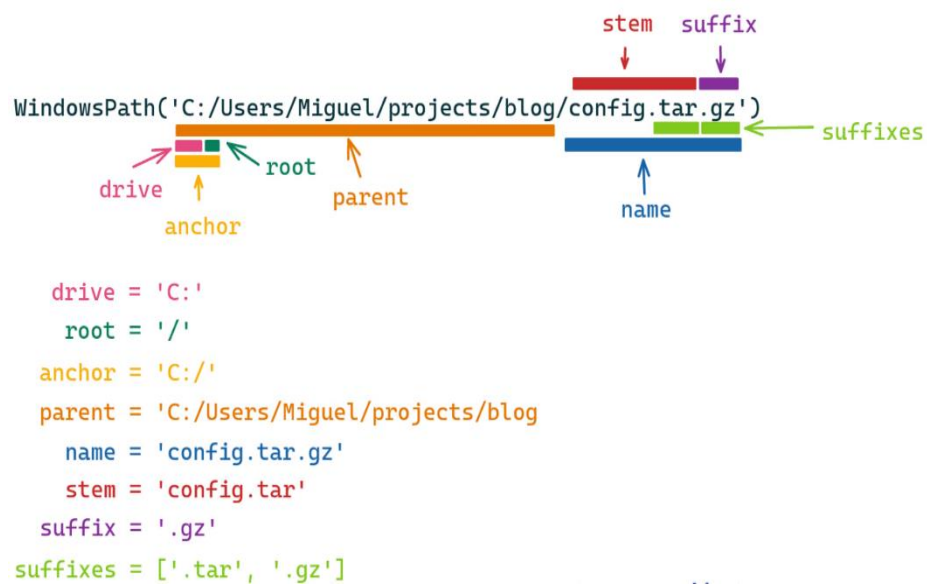 stem suffix
WindowsPath('C:/Users/Miguel/projects/blog/config.tar.gz')
suffixes
root
drive
parent
name
anchor
drive = 'C:'
root = '/'
anchor = 'C:/'
parent = 'C:/Users/Miguel/projects/blog
name = 'config.tar.gz'
stem = 'config.tar'
suffix = '.gz'
suffixes = ['.tar', '.gz']